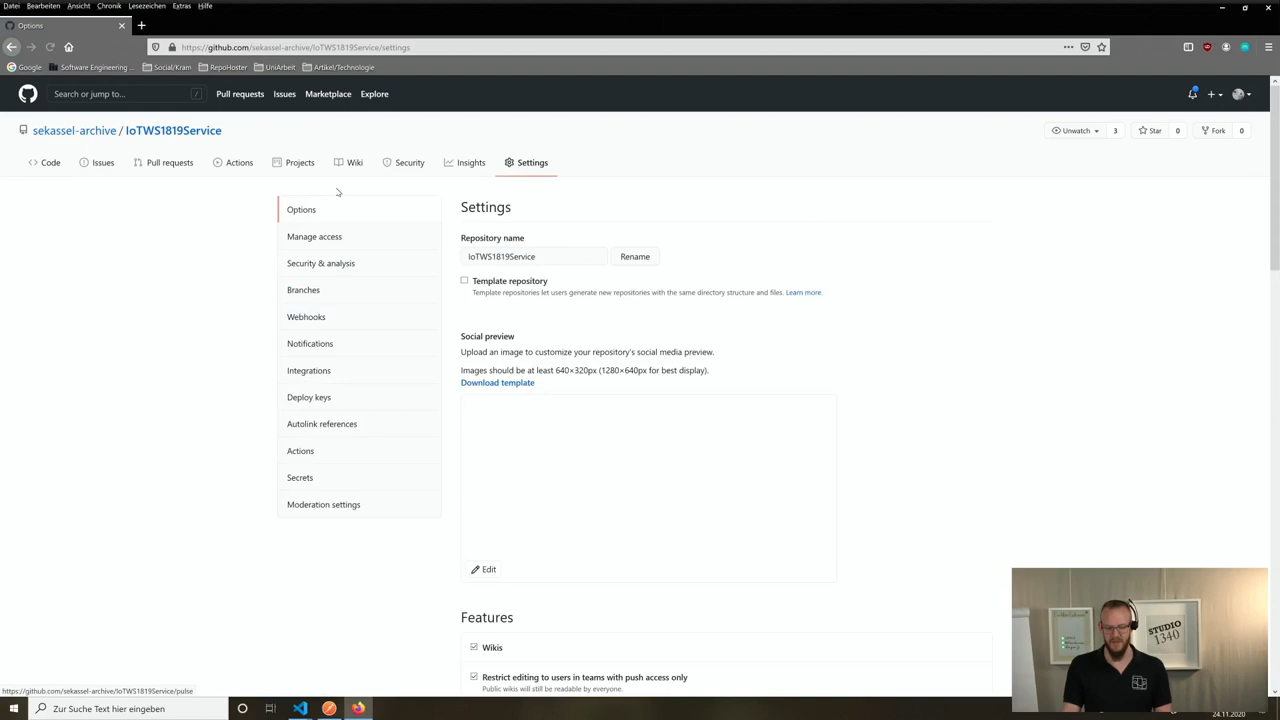 Datei Bearbeiten Ansicht Chronik Lesezeichen Extras Hilfe
Options
https://github.com/sekassel-archive/IoTWS1819Service/settings
Google Software Engineering ... Social/Kram RepoHoster UniArbeit Artikel/Technologie
Search or jump to... / Pull requests Issues Marketplace Explore
sekassel-archive / IoTWS1819Service
Unwatch 3 Star 0 Fork 0
Code Issues Pull requests Actions Projects Wiki Security Insights Settings
Options
Manage access
Security & analysis
Branches
Webhooks
Notifications
Integrations
Deploy keys
Autolink references
Actions
Secrets
Moderation settings
Settings
Repository name
IoTWS1819Service Rename
Template repository
Template repositories let users generate new repositories with the same directory structure and files. Learn more.
Social preview
Upload an image to customize your repository's social media preview.
Images should be at least 640×320px (1280×640px for best display).
Download template
Edit
Features
Wikis
Restrict editing to users in teams with push access only
Public wikis will still be readable by everyone.
https://github.com/sekassel-archive/IoTWS1819Service/pulse
STUDIO
1340
Zur Suche Text hier eingeben
24.11.2020